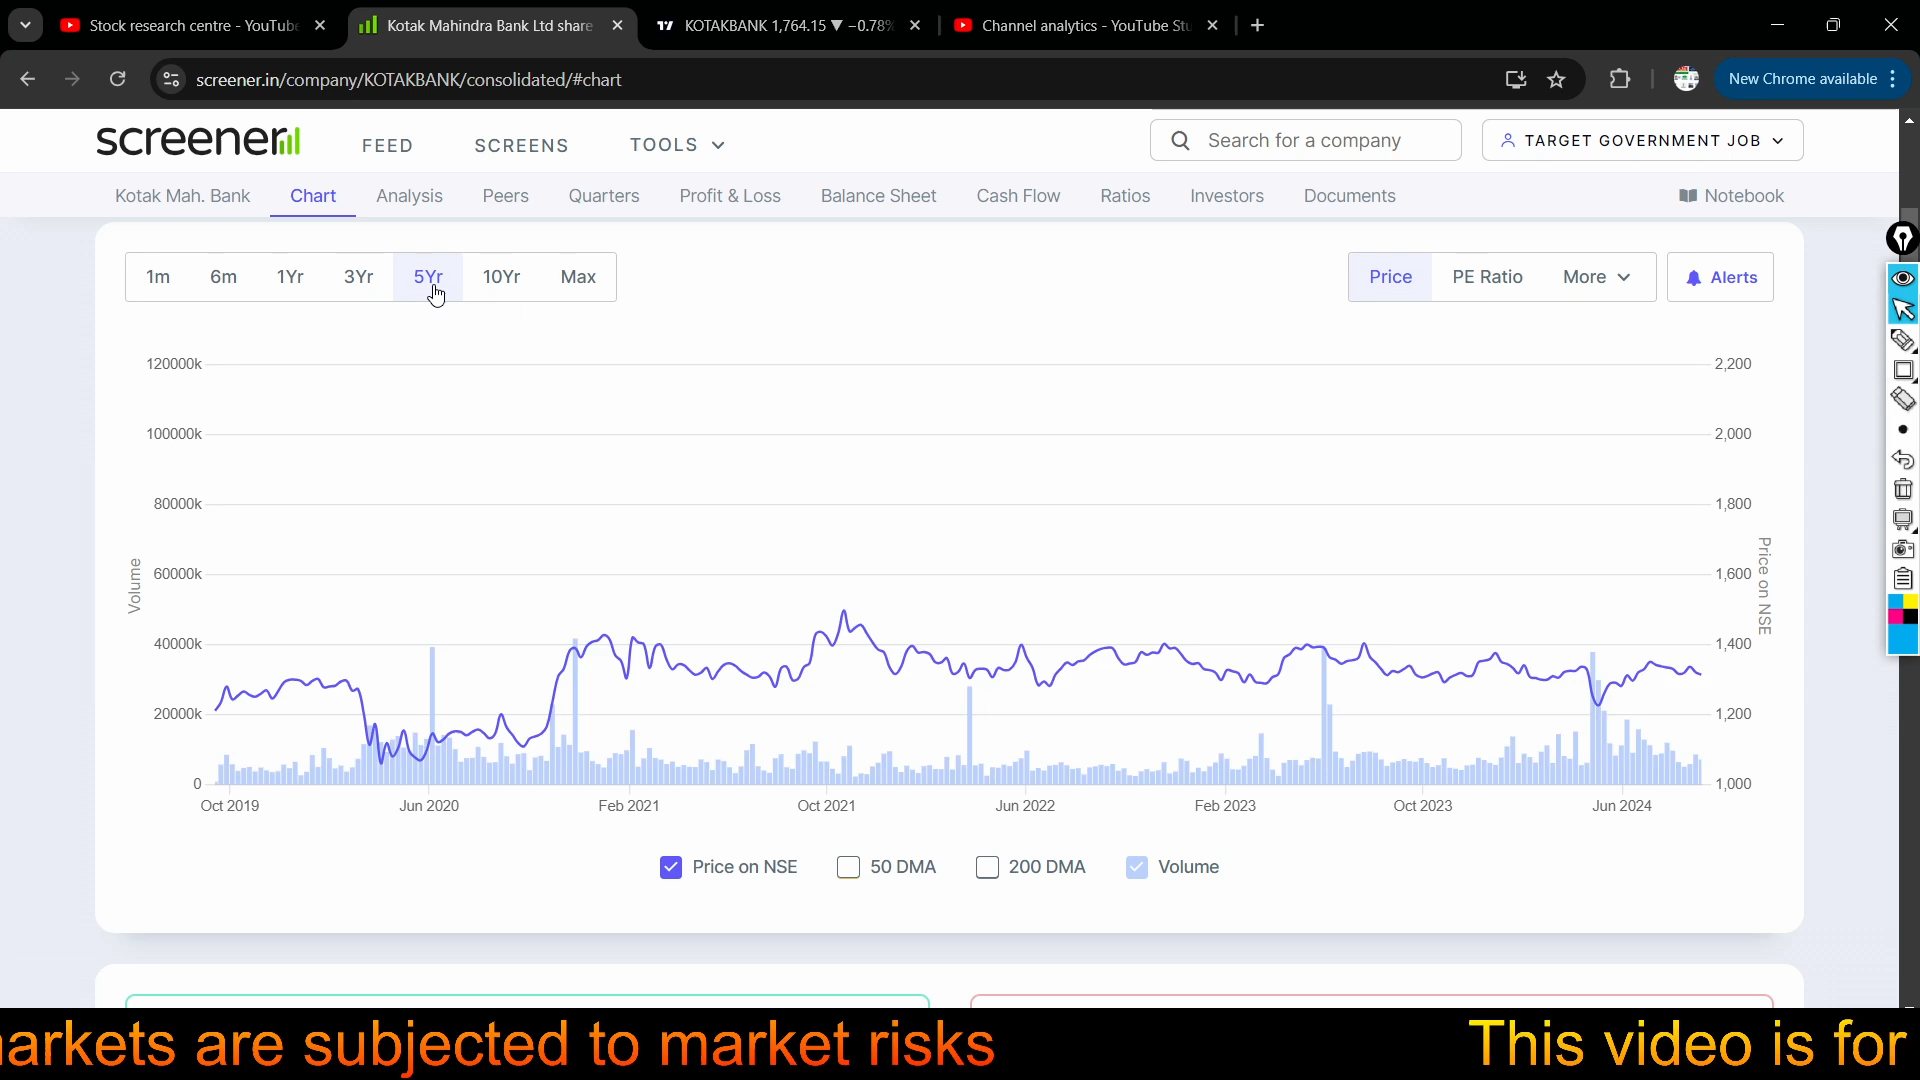 Stock research centre - YouTube
Kotak Mahindra Bank Ltd share
KOTAKBANK 1,764.15 ▼ −0.78%
Channel analytics - YouTube Stu
screener.in/company/KOTAKBANK/consolidated/#chart
New Chrome available
screener
FEED
SCREENS
TOOLS
Search for a company
TARGET GOVERNMENT JOB
Kotak Mah. Bank
Chart
Analysis
Peers
Quarters
Profit & Loss
Balance Sheet
Cash Flow
Ratios
Investors
Documents
Notebook
1m 6m 1Yr 3Yr 5Yr 10Yr Max
Price PE Ratio More
Alerts
120000k 2,200
100000k 2,000
80000k 1,800
60000k 1,600
40000k 1,400
20000k 1,200
0 1,000
Volume
Price on NSE
Oct 2019 Jun 2020 Feb 2021 Oct 2021 Jun 2022 Feb 2023 Oct 2023 Jun 2024
Price on NSE 50 DMA 200 DMA Volume
arkets are subjected to market risks
This video is for